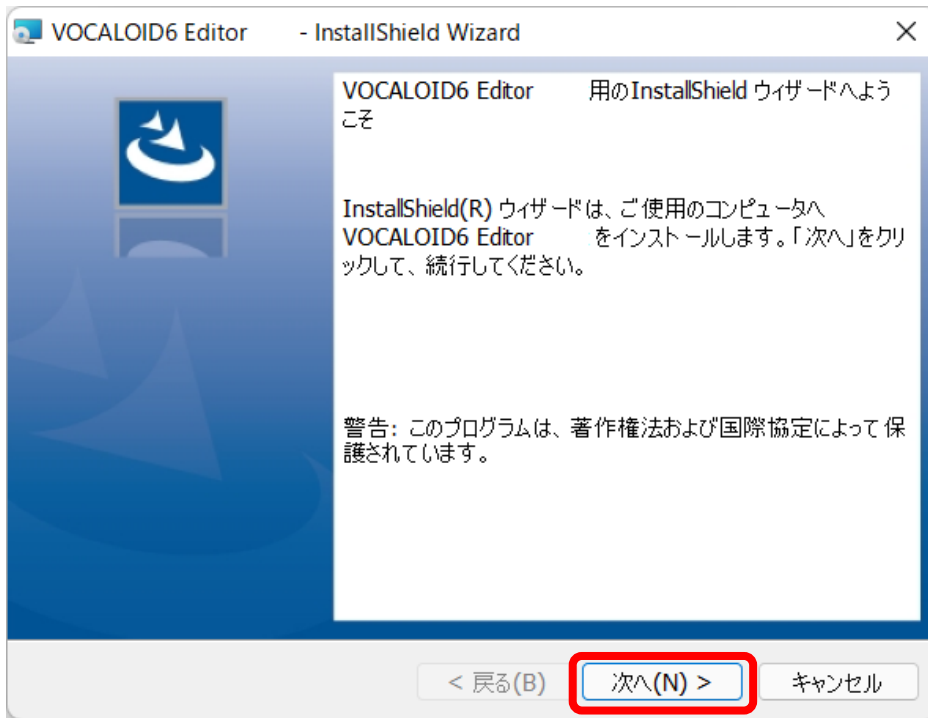 VOCALOID6 Editor - InstallShield Wizard
VOCALOID6 Editor 用のInstallShield ウィザードへよう
こそ
InstallShield(R) ウィザードは、ご使用のコンピュータへ
VOCALOID6 Editor をインストールします。「次へ」をクリ
ックして、続行してください。
警告: このプログラムは、著作権法および国際協定によって保
護されています。
< 戻る(B) 次へ(N) > キャンセル